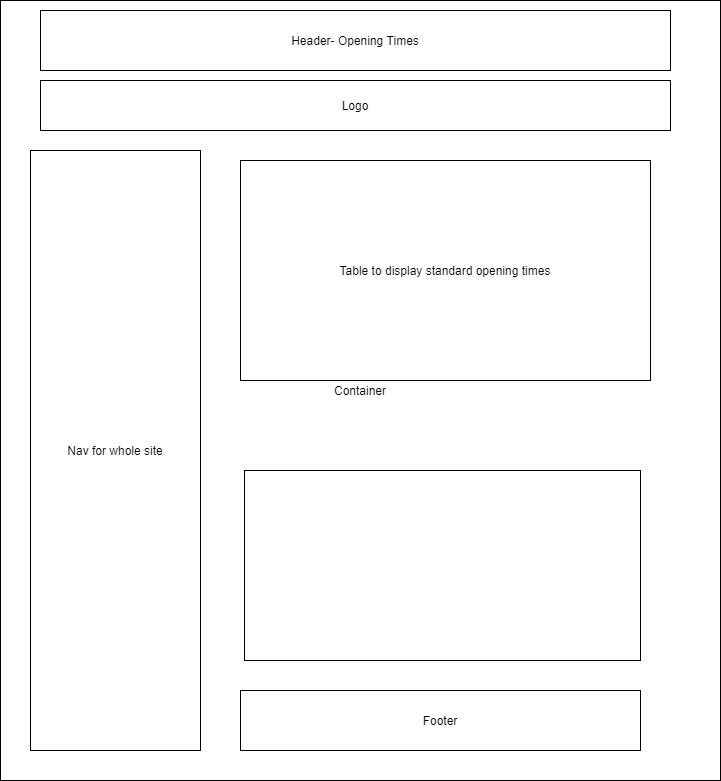 Header- Opening Times
Logo
Table to display standard opening times
Container
Nav for whole site
Footer